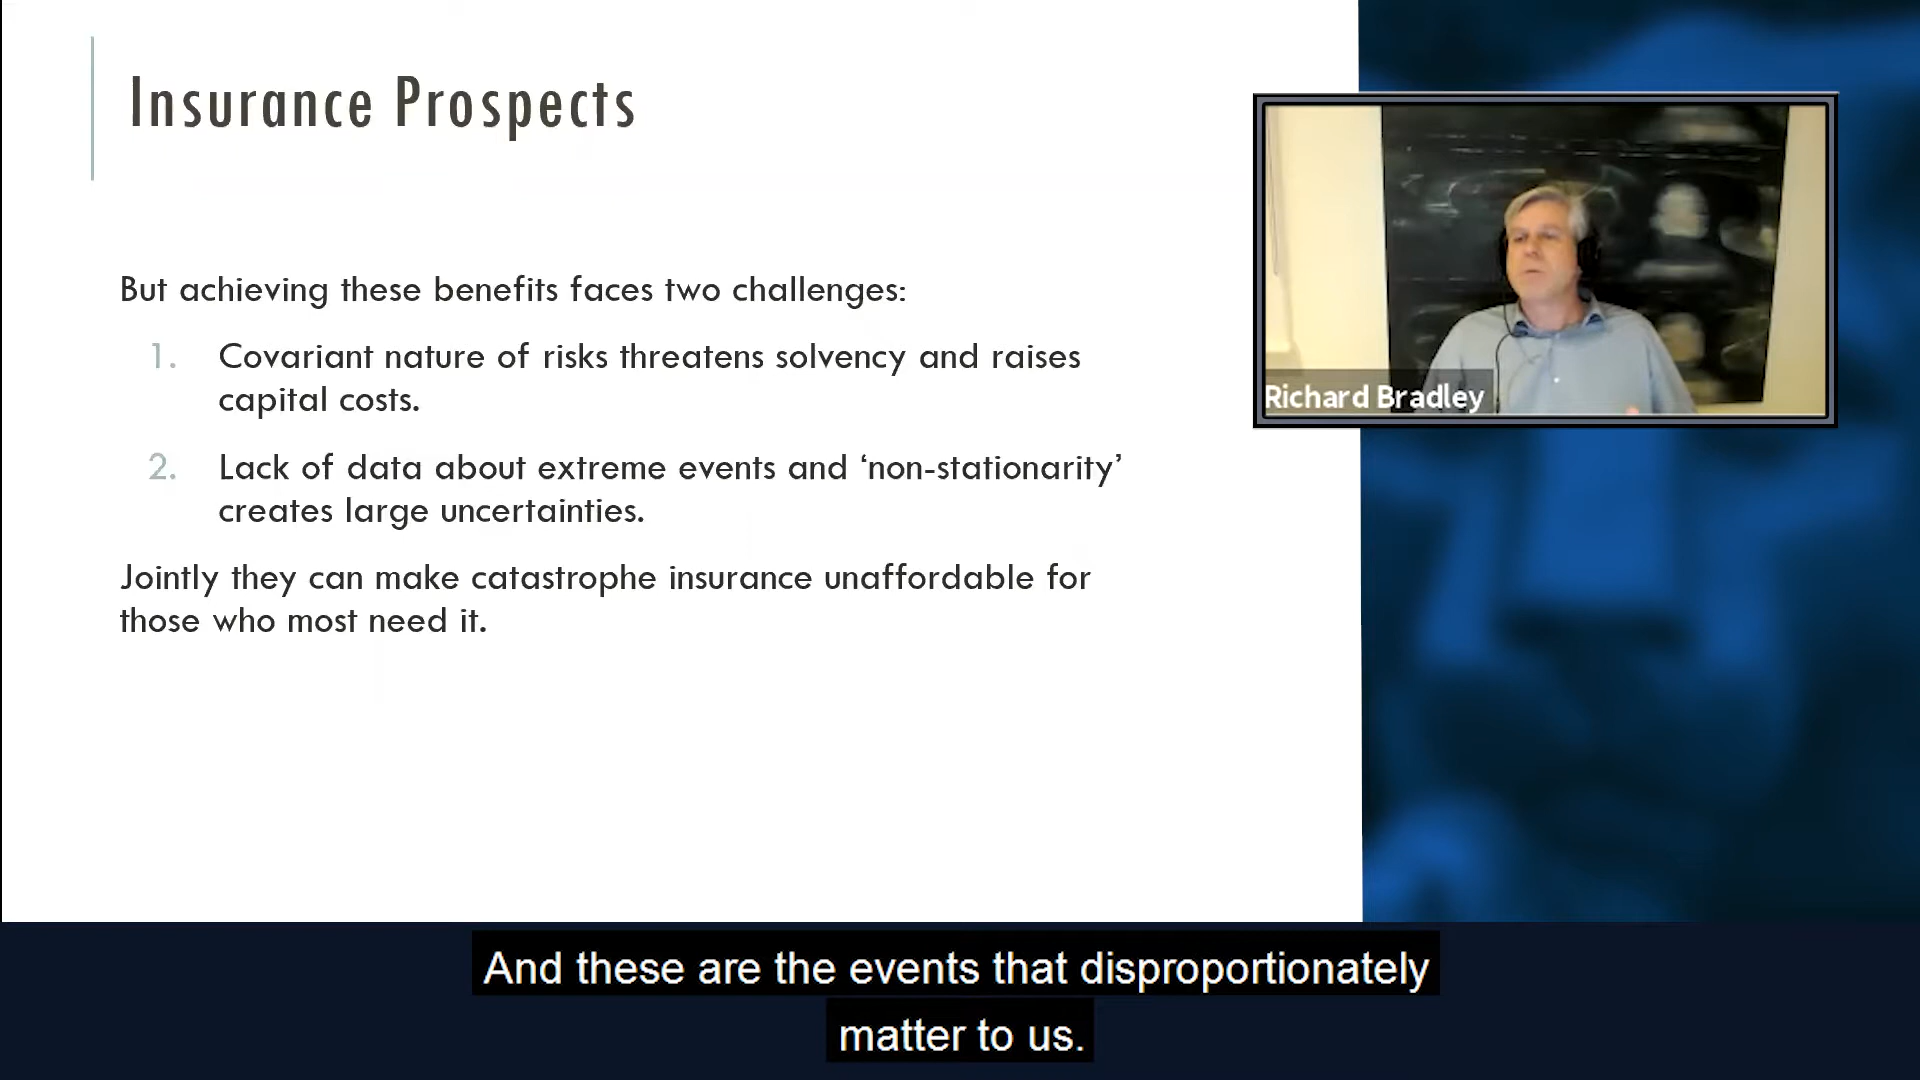 Insurance Prospects
But achieving these benefits faces two challenges:
1. Covariant nature of risks threatens solvency and raises
capital costs.
2. Lack of data about extreme events and ‘non-stationarity’
creates large uncertainties.
Jointly they can make catastrophe insurance unaffordable for
those who most need it.
Richard Bradley
And these are the events that disproportionately
matter to us.